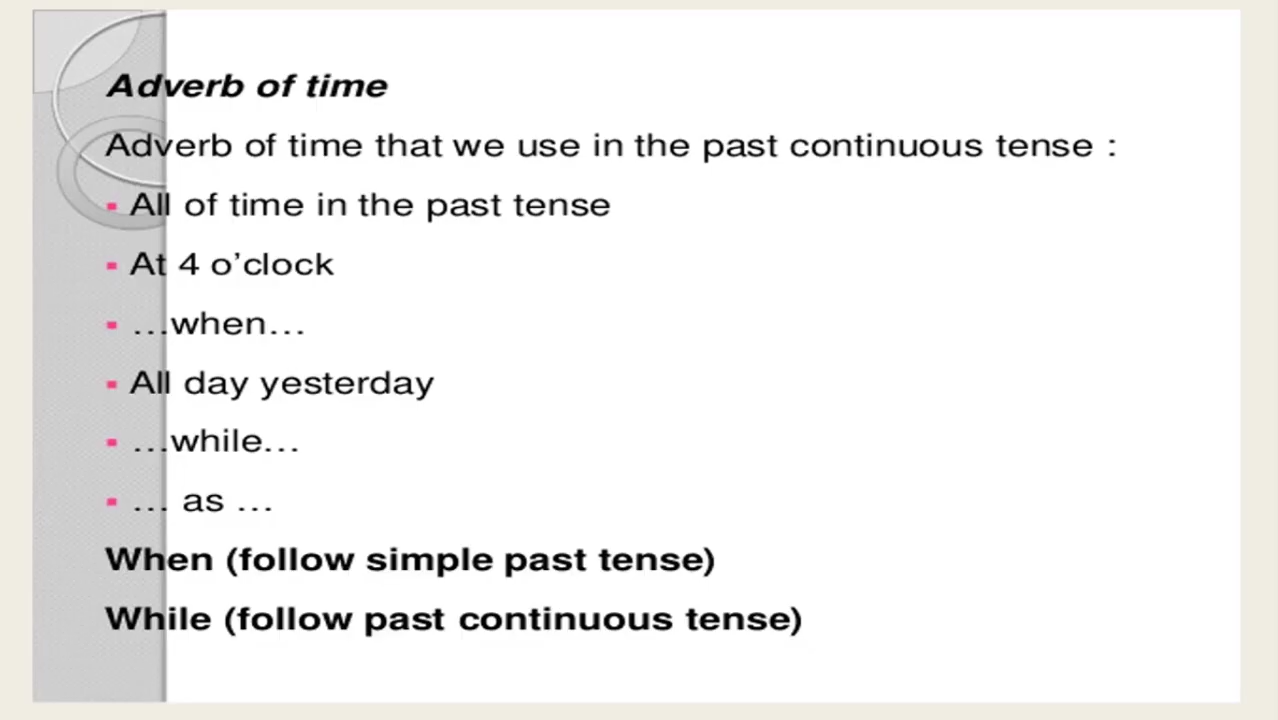 Adverb of time
Adverb of time that we use in the past continuous tense :
▪ All of time in the past tense
▪ At 4 o’clock
▪ …when…
▪ All day yesterday
▪ …while…
▪ … as …
When (follow simple past tense)
While (follow past continuous tense)